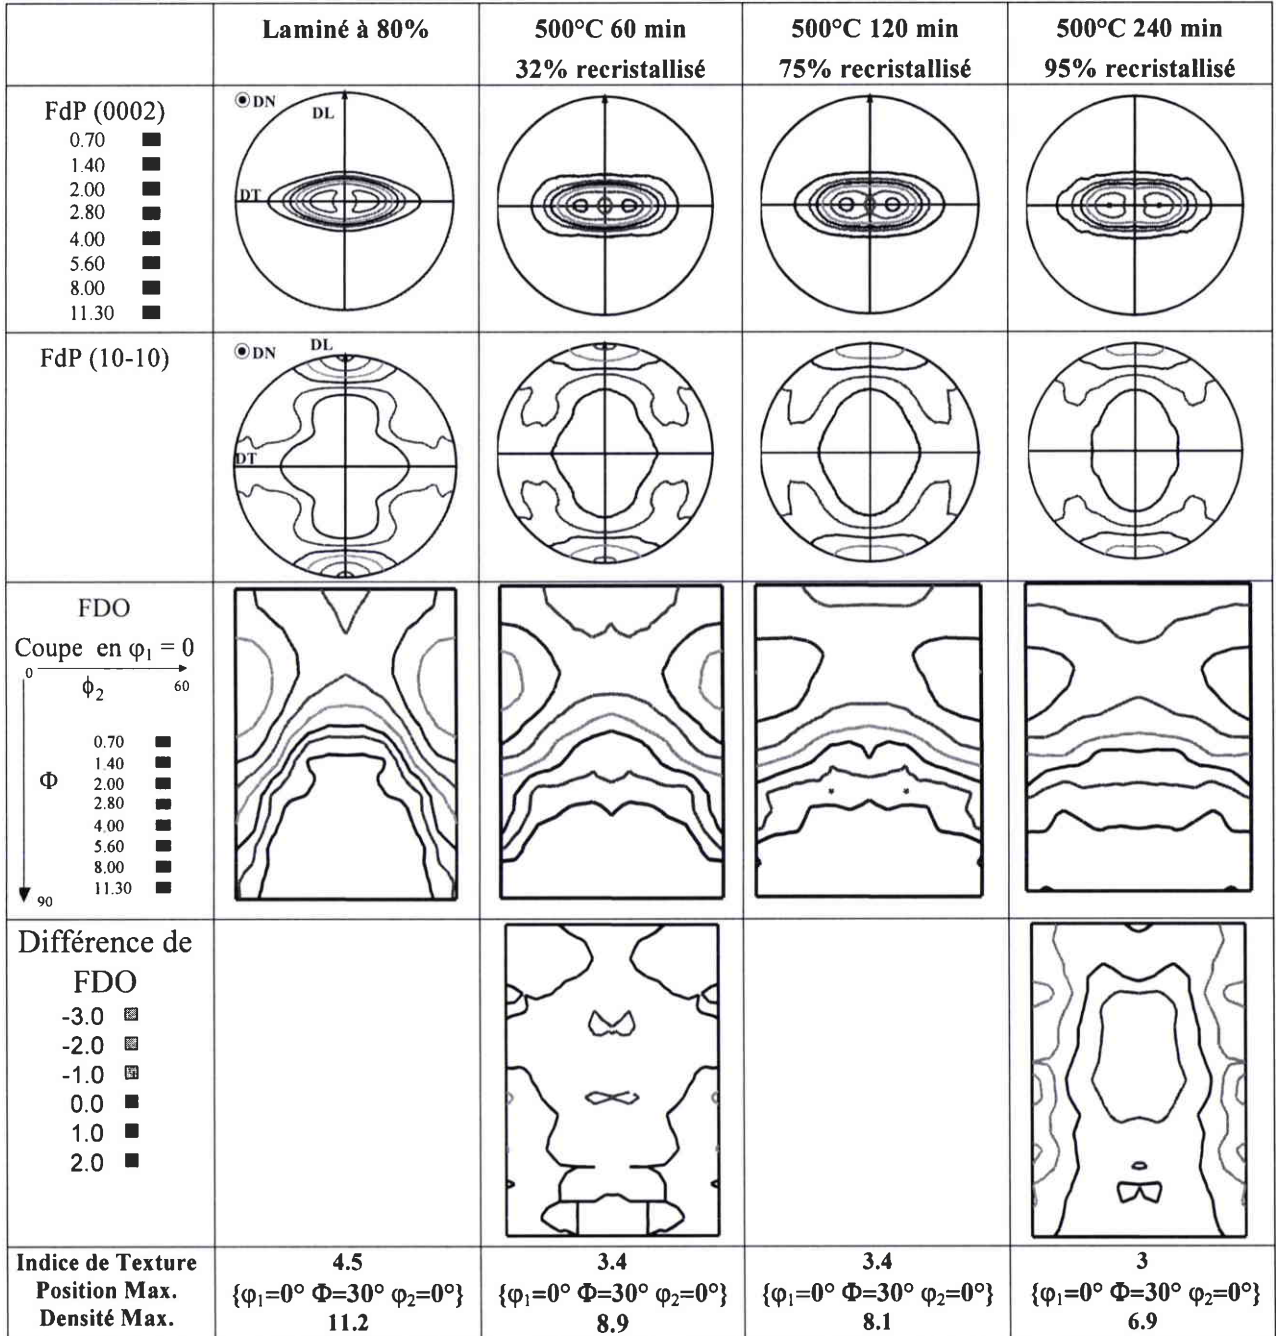 Laminé à 80%
500°C 60 min
32% recristallisé
500°C 120 min
75% recristallisé
500°C 240 min
95% recristallisé
FdP (0002)
0.70
1.40
2.00
2.80
4.00
5.60
8.00
11.30
DN
DL
DT
FdP (10-10)
DN
DL
DT
FDO
Coupe en φ₁ = 0
0
ϕ₂
60
Φ
90
0.70
1.40
2.00
2.80
4.00
5.60
8.00
11.30
Différence de
FDO
-3.0
-2.0
-1.0
0.0
1.0
2.0
Indice de Texture
Position Max.
Densité Max.
4.5
{φ₁=0° Φ=30° φ₂=0°}
11.2
3.4
{φ₁=0° Φ=30° φ₂=0°}
8.9
3.4
{φ₁=0° Φ=30° φ₂=0°}
8.1
3
{φ₁=0° Φ=30° φ₂=0°}
6.9